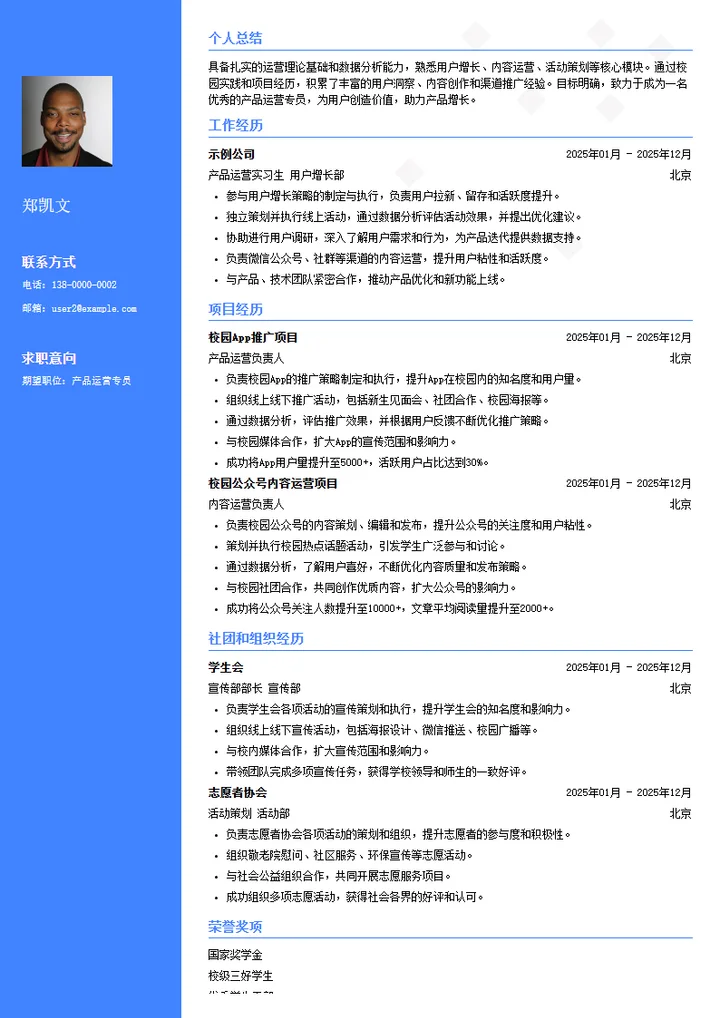 郑凯文
联系方式
电话: 138-0000-0002
邮箱: user2@example.com
求职意向
期望职位: 产品运营专员
个人总结
具备扎实的运营理论基础和数据分析能力，熟悉用户增长、内容运营、活动策划等核心模块。通过校
园实践和项目经历，积累了丰富的用户洞察、内容创作和渠道推广经验。目标明确，致力于成为一名
优秀的产品运营专员，为用户创造价值，助力产品增长。
工作经历
示例公司 2025年01月 - 2025年12月
产品运营实习生 用户增长部 北京
• 参与用户增长策略的制定与执行，负责用户拉新、留存和活跃度提升。
• 独立策划并执行线上活动，通过数据分析评估活动效果，并提出优化建议。
• 协助进行用户调研，深入了解用户需求和行为，为产品迭代提供数据支持。
• 负责微信公众号、社群等渠道的内容运营，提升用户粘性和活跃度。
• 与产品、技术团队紧密合作，推动产品优化和新功能上线。
项目经历
校园App推广项目 2025年01月 - 2025年12月
产品运营负责人 北京
• 负责校园App的推广策略制定和执行，提升App在校园内的知名度和用户量。
• 组织线上线下推广活动，包括新生见面会、社团合作、校园海报等。
• 通过数据分析，评估推广效果，并根据用户反馈不断优化推广策略。
• 与校园媒体合作，扩大App的宣传范围和影响力。
• 成功将App用户量提升至5000+，活跃用户占比达到30%。
校园公众号内容运营项目 2025年01月 - 2025年12月
内容运营负责人 北京
• 负责校园公众号的内容策划、编辑和发布，提升公众号的关注度和用户粘性。
• 策划并执行校园热点话题活动，引发学生广泛参与和讨论。
• 通过数据分析，了解用户喜好，不断优化内容质量和发布策略。
• 与校园社团合作，共同创作优质内容，扩大公众号的影响力。
• 成功将公众号关注人数提升至10000+，文章平均阅读量提升至2000+。
社团和组织经历
学生会 2025年01月 - 2025年12月
宣传部部长 宣传部 北京
• 负责学生会各项活动的宣传策划和执行，提升学生会的知名度和影响力。
• 组织线上线下宣传活动，包括海报设计、微信推送、校园广播等。
• 与校内媒体合作，扩大宣传范围和影响力。
• 带领团队完成多项宣传任务，获得学校领导和师生的一致好评。
志愿者协会 2025年01月 - 2025年12月
活动策划 活动部 北京
• 负责志愿者协会各项活动的策划和组织，提升志愿者的参与度和积极性。
• 组织敬老院慰问、社区服务、环保宣传等志愿活动。
• 与社会公益组织合作，共同开展志愿服务项目。
• 成功组织多项志愿活动，获得社会各界的好评和认可。
荣誉奖项
国家奖学金
校级三好学生